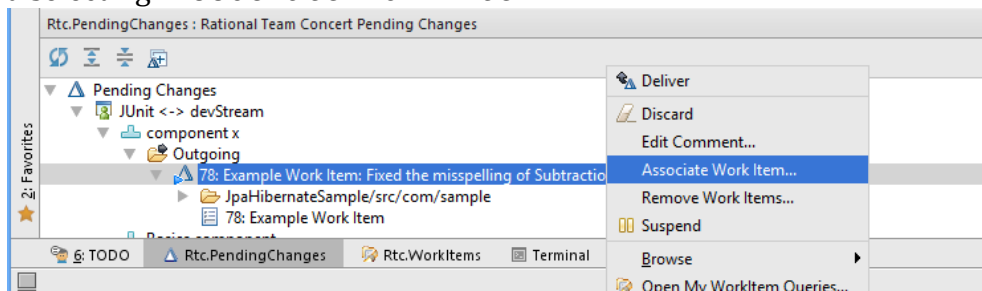 Rtc.PendingChanges : Rational Team Concert Pending Changes
Pending Changes
JUnit <-> devStream
component x
Outgoing
78: Example Work Item: Fixed the misspelling of Subtractio
JpaHibernateSample/src/com/sample
78: Example Work Item
2: Favorites
Deliver
Discard
Edit Comment...
Associate Work Item...
Remove Work Items...
Suspend
Browse
Open My WorkItem Queries...
6: TODO Rtc.PendingChanges Rtc.WorkItems Terminal